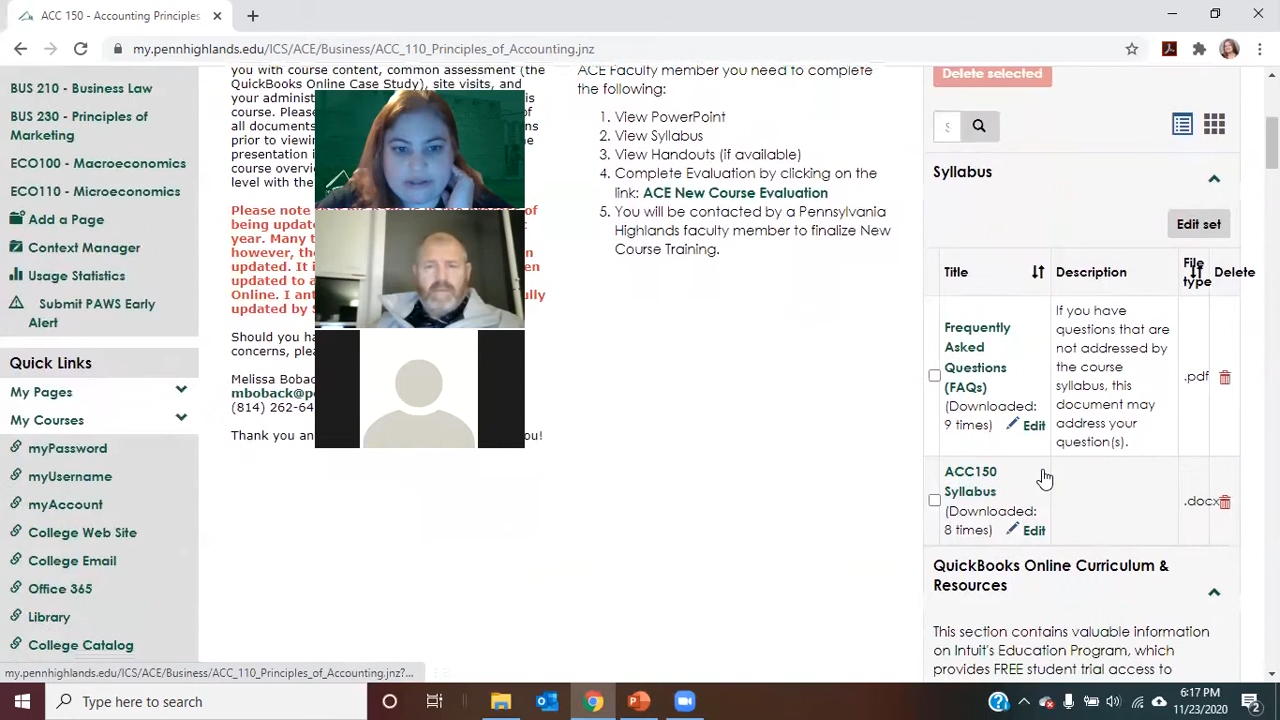 ACC 150 - Accounting Principles
my.pennhighlands.edu/ICS/ACE/Business/ACC_110_Principles_of_Accounting.jnz
BUS 210 - Business Law
BUS 230 - Principles of
Marketing
ECO100 - Macroeconomics
ECO110 - Microeconomics
Add a Page
Context Manager
Usage Statistics
Submit PAWS Early
Alert
Quick Links
My Pages
My Courses
myPassword
myUsername
myAccount
College Web Site
College Email
Office 365
Library
College Catalog
my.pennhighlands.edu/ICS/ACE/Business/ACC_110_Principles_of_Accounting.jnz?...
you with course content, common assessment (the
QuickBooks Online Case Study), site visits, and
your administ
course. Pleas of
all documents ns
prior to viewin he
presentation i
course overvi
level with the
Please note of
being update
year. Many t
however, the
updated. It i en
updated to a
Online. I ant ully
updated by S
Should you ha
concerns, plea
Melissa Boba
mboback@p
(814) 262-64
Thank you an ou!
ACE Faculty member you need to complete
the following:
1. View PowerPoint
2. View Syllabus
3. View Handouts (if available)
4. Complete Evaluation by clicking on the
link: ACE New Course Evaluation
5. You will be contacted by a Pennsylvania
Highlands faculty member to finalize New
Course Training.
Delete selected
S
Syllabus
Edit set
Title Description File type Delete
Frequently
Asked
Questions
(FAQs)
(Downloaded:
9 times) Edit
If you have
questions that are
not addressed by
the course
syllabus, this
document may
address your
question(s).
.pdf
ACC150
Syllabus
(Downloaded:
8 times) Edit
.docx
QuickBooks Online Curriculum &
Resources
This section contains valuable information
on Intuit's Education Program, which
provides FREE student trial access to
Type here to search
6:17 PM
11/23/2020
2